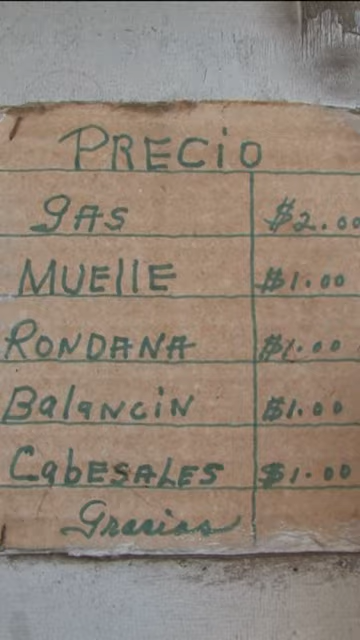 PRECIO
gAS $2.00
MUElle $1.00
RONDANA $1.00
BalanciN $1.00
CabESALES $1.00
Gracias